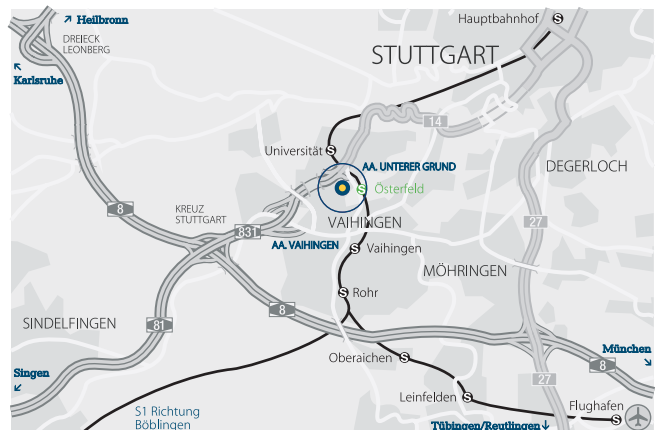 Heilbronn
Hauptbahnhof S
DREIECK
LEONBERG
STUTTGART
Karlsruhe
14
Universität S
AA. UNTERER GRUND
DEGERLOCH
S Österfeld
8
KREUZ
STUTTGART
VAIHINGEN
27
831
AA. VAIHINGEN
S Vaihingen
MÖHRINGEN
S
Rohr
8
SINDELFINGEN
81
München
Oberaichen S
8
Singen
27
Leinfelden S
Flughafen
S
S1 Richtung
Böblingen
Tübingen/Reutlingen